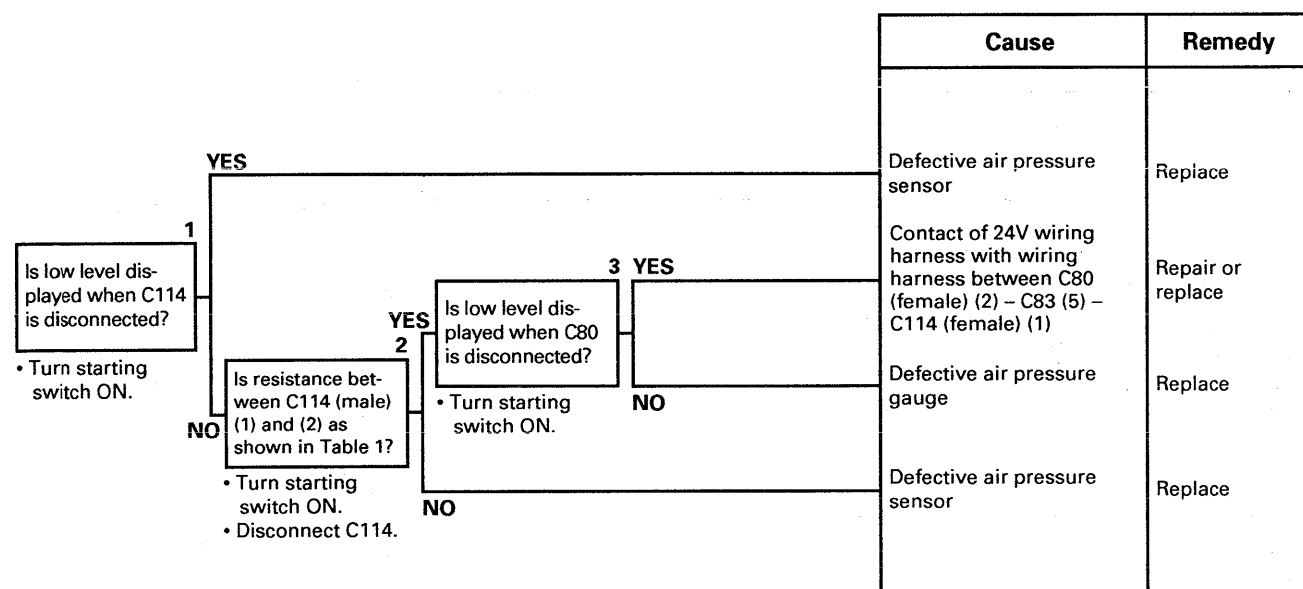 Cause
Remedy
YES
Defective air pressure
sensor
Replace
1
Is low level dis-
played when C114
is disconnected?
• Turn starting
switch ON.
Contact of 24V wiring
harness with wiring
harness between C80
(female) (2) – C83 (5) –
C114 (female) (1)
Repair or
replace
3 YES
Is low level dis-
played when C80
is disconnected?
• Turn starting
switch ON.
YES
2
Is resistance bet-
ween C114 (male)
(1) and (2) as
shown in Table 1?
• Turn starting
switch ON.
• Disconnect C114.
NO
NO
Defective air pressure
gauge
Replace
NO
Defective air pressure
sensor
Replace